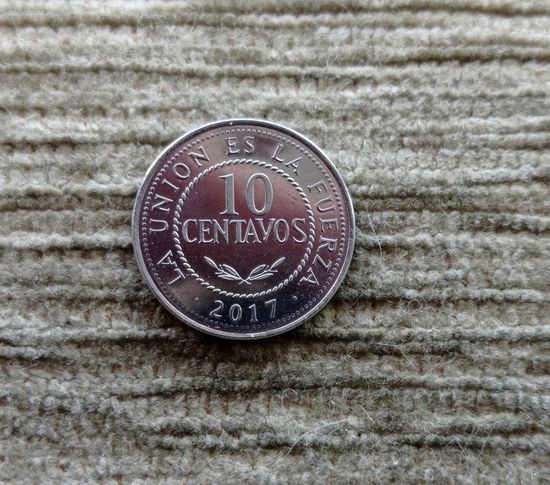 LA UNION ES LA FUERZA
10
CENTAVOS
2017